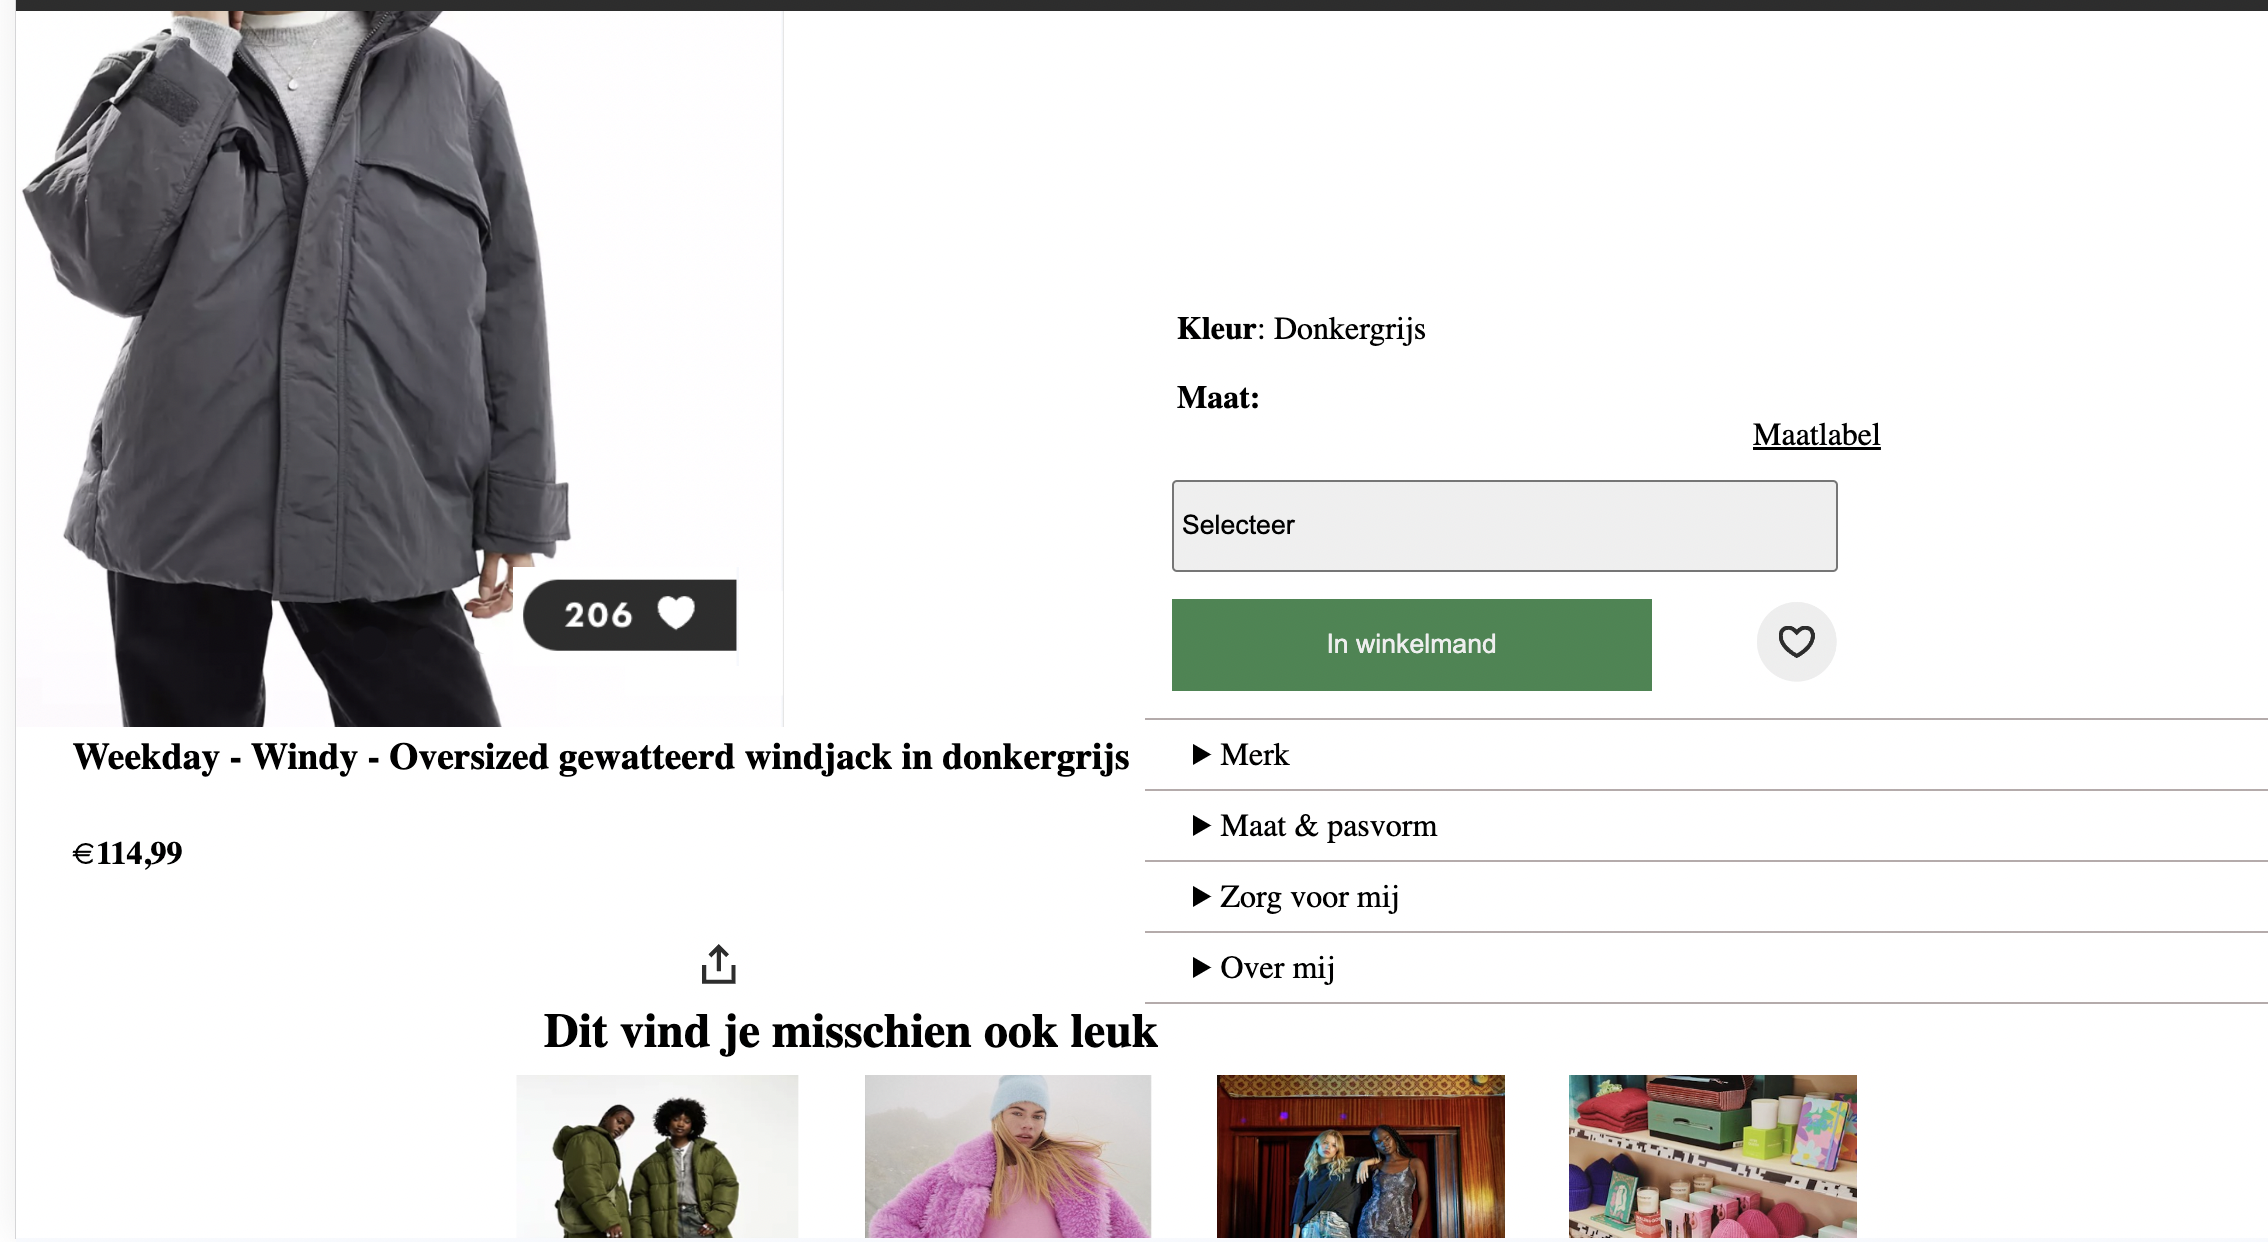 206
Weekday - Windy - Oversized gewatteerd windjack in donkergrijs
€114,99
Kleur: Donkergrijs
Maat:
Maatlabel
Selecteer
In winkelmand
Merk
Maat & pasvorm
Zorg voor mij
Over mij
Dit vind je misschien ook leuk